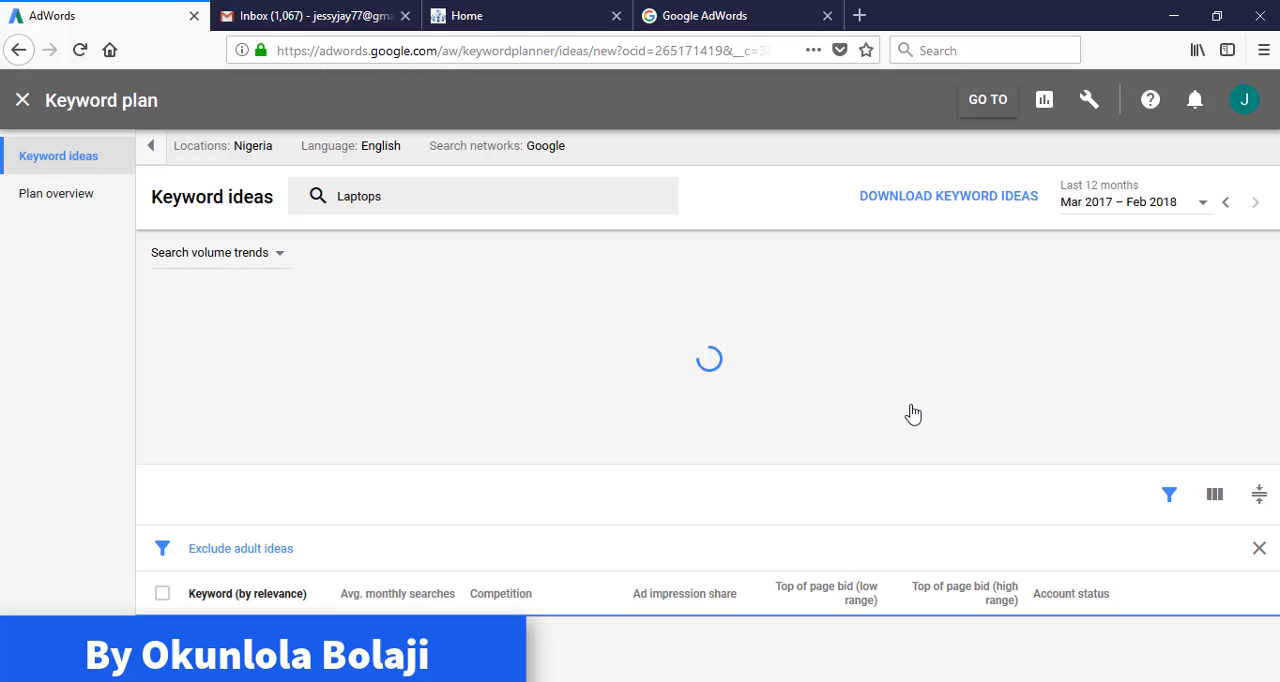 AdWords
Inbox (1,067) - jessyjay77@gma
Home
Google AdWords
https://adwords.google.com/aw/keywordplanner/ideas/new?ocid=265171419&__c=38
Search
Keyword plan
GO TO
J
Keyword ideas
Plan overview
Locations: Nigeria Language: English Search networks: Google
Keyword ideas
Laptops
DOWNLOAD KEYWORD IDEAS
Last 12 months
Mar 2017 – Feb 2018
Search volume trends
Exclude adult ideas
Keyword (by relevance)
Avg. monthly searches
Competition
Ad impression share
Top of page bid (low
range)
Top of page bid (high
range)
Account status
By Okunlola Bolaji